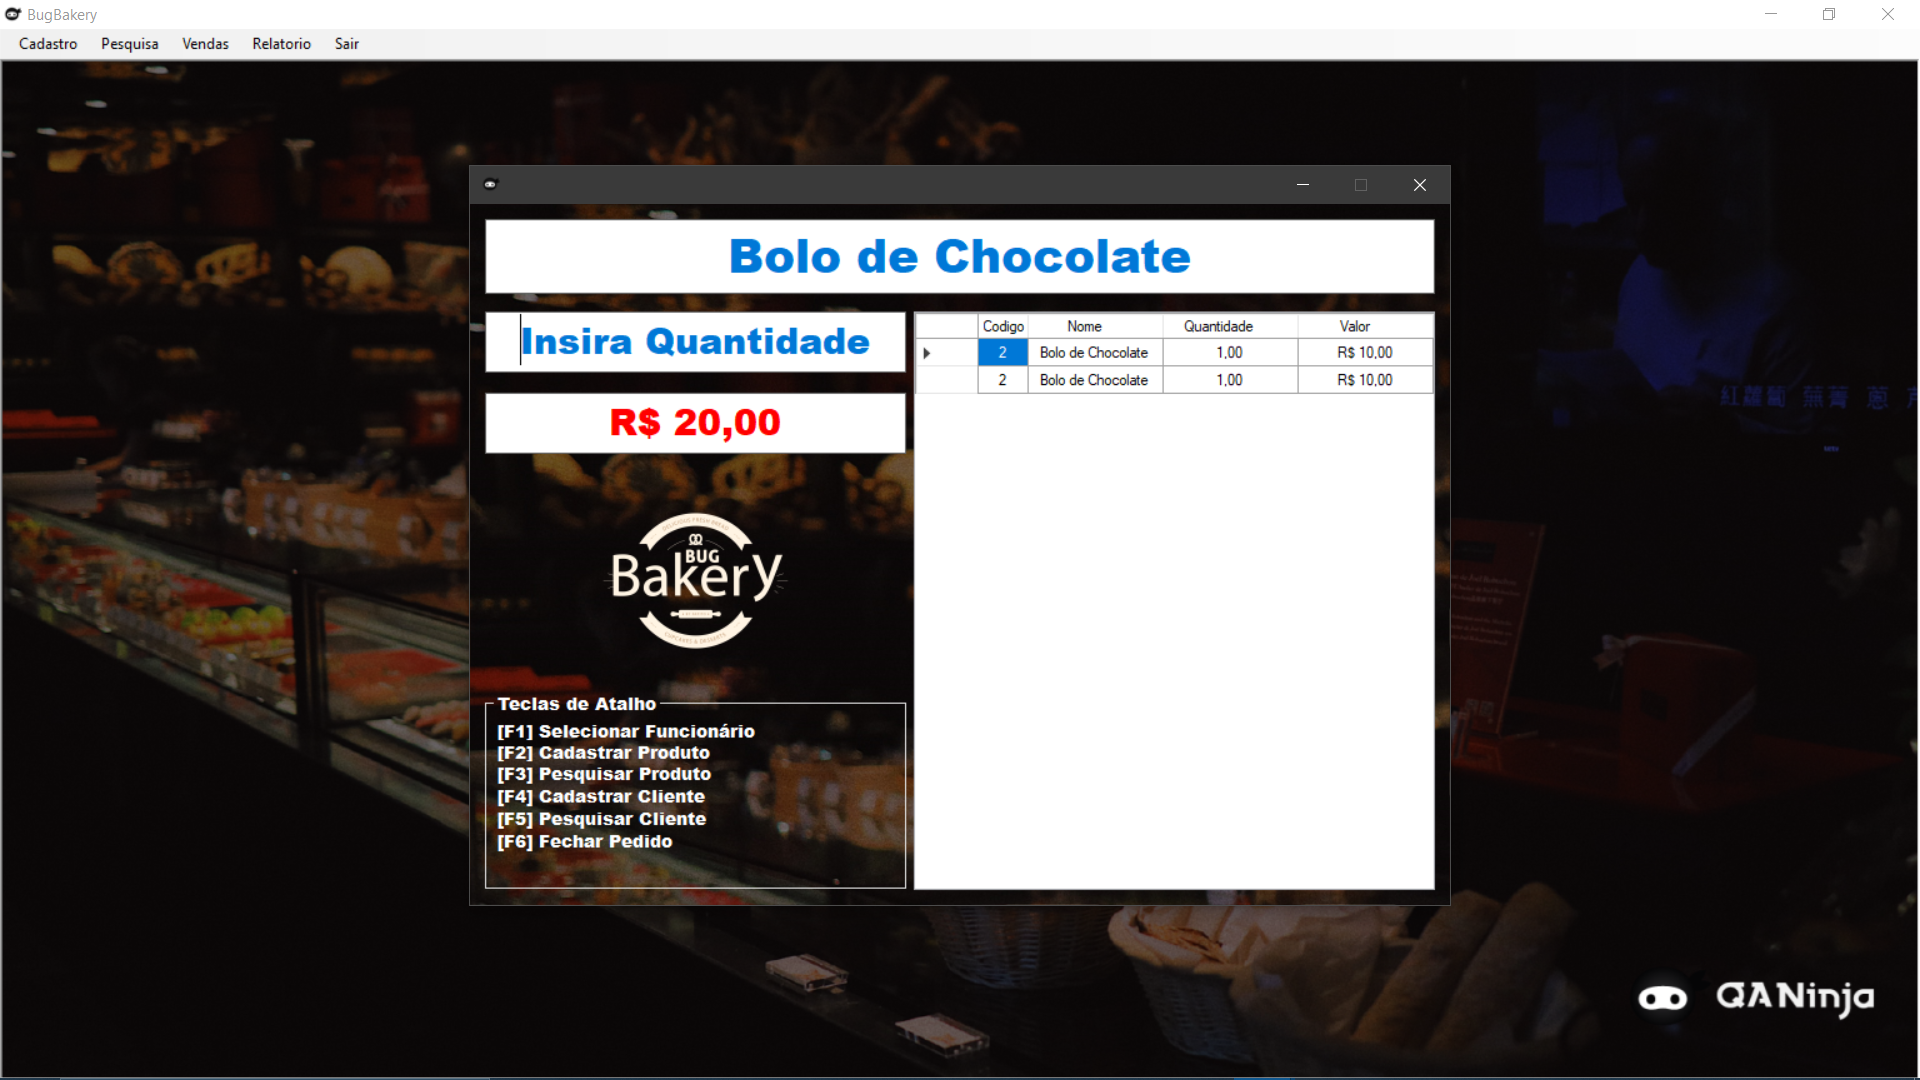 BugBakery
Cadastro Pesquisa Vendas Relatorio Sair
Bolo de Chocolate
Insira Quantidade
R$ 20,00
Codigo Nome Quantidade Valor
2 Bolo de Chocolate 1,00 R$ 10,00
2 Bolo de Chocolate 1,00 R$ 10,00
BUG
Bakery
Teclas de Atalho
[F1] Selecionar Funcionário
[F2] Cadastrar Produto
[F3] Pesquisar Produto
[F4] Cadastrar Cliente
[F5] Pesquisar Cliente
[F6] Fechar Pedido
紅蘿蔔
QANinja